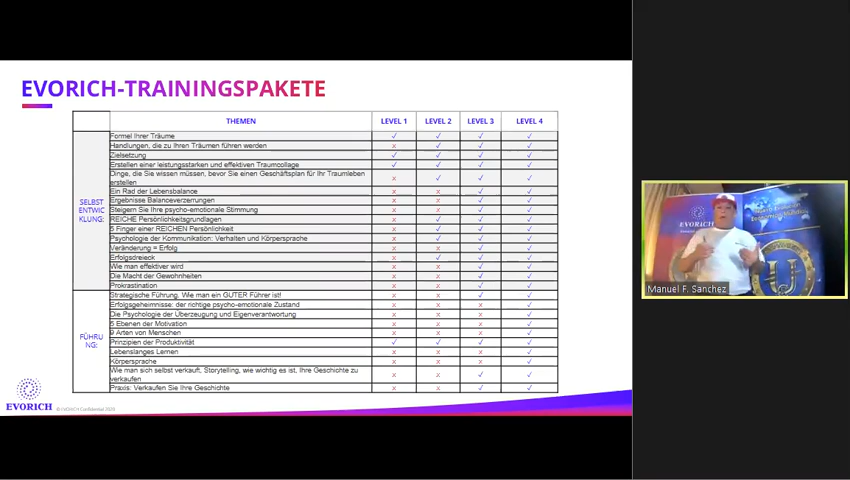 EVORICH-TRAININGSPAKETE
THEMEN LEVEL 1 LEVEL 2 LEVEL 3 LEVEL 4
SELBST
ENTWIC
KLUNG:
Formel Ihrer Träume ✓ ✓ ✓ ✓
Handlungen, die zu Ihren Träumen führen werden x ✓ ✓ ✓
Zielsetzung ✓ ✓ ✓ ✓
Erstellen einer leistungsstarken und effektiven Traumcollage ✓ ✓ ✓ ✓
Dinge, die Sie wissen müssen, bevor Sie einen Geschäftsplan für Ihr Traumleben
erstellen x ✓ ✓ ✓
Ein Rad der Lebensbalance x x ✓ ✓
Ergebnisse Balanceverzerrungen x x ✓ ✓
Steigern Sie Ihre psycho-emotionale Stimmung x x ✓ ✓
REICHE Persönlichkeitsgrundlagen x ✓ ✓ ✓
5 Finger einer REICHEN Persönlichkeit x ✓ ✓ ✓
Psychologie der Kommunikation: Verhalten und Körpersprache x ✓ ✓ ✓
Veränderung = Erfolg x x ✓ ✓
Erfolgsdreieck x ✓ ✓ ✓
Wie man effektiver wird x x ✓ ✓
Die Macht der Gewohnheiten x x ✓ ✓
Prokrastination x x ✓ ✓
FÜHRU
NG:
Strategische Führung. Wie man ein GUTER Führer ist! x x ✓ ✓
Erfolgsgeheimnisse: der richtige psycho-emotionale Zustand x x x ✓
Die Psychologie der Überzeugung und Eigenverantwortung x x x ✓
5 Ebenen der Motivation x x x ✓
9 Arten von Menschen x x x ✓
Prinzipien der Produktivität ✓ ✓ ✓ ✓
Lebenslanges Lernen x x x ✓
Körpersprache x x x ✓
Wie man sich selbst verkauft, Storytelling, wie wichtig es ist, Ihre Geschichte zu
verkaufen x x ✓ ✓
Praxis: Verkaufen Sie Ihre Geschichte x x ✓ ✓
EVORICH
© EVORICH Confidential 2020
EVORICH
Manuel F. Sanchez